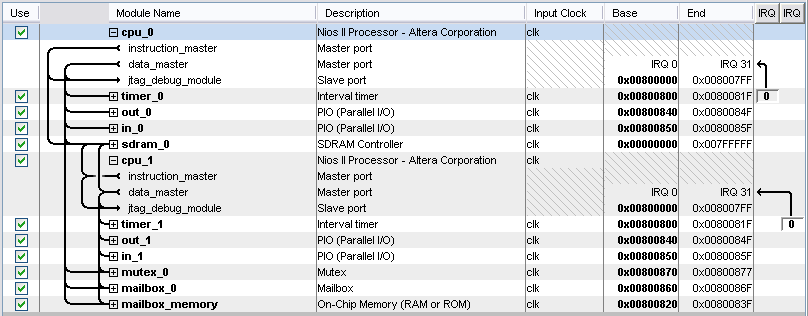 Use Module Name Description Input Clock Base End IRQ IRQ
cpu_0 Nios II Processor - Altera Corporation clk
instruction_master Master port
data_master Master port IRQ 0 IRQ 31
jtag_debug_module Slave port 0x00800000 0x008007FF
timer_0 Interval timer clk 0x00800800 0x0080081F 0
out_0 PIO (Parallel I/O) clk 0x00800840 0x0080084F
in_0 PIO (Parallel I/O) clk 0x00800850 0x0080085F
sdram_0 SDRAM Controller clk 0x00000000 0x007FFFFF
cpu_1 Nios II Processor - Altera Corporation clk
instruction_master Master port
data_master Master port IRQ 0 IRQ 31
jtag_debug_module Slave port 0x00800000 0x008007FF
timer_1 Interval timer clk 0x00800800 0x0080081F 0
out_1 PIO (Parallel I/O) clk 0x00800840 0x0080084F
in_1 PIO (Parallel I/O) clk 0x00800850 0x0080085F
mutex_0 Mutex clk 0x00800870 0x00800877
mailbox_0 Mailbox clk 0x00800860 0x0080086F
mailbox_memory On-Chip Memory (RAM or ROM) clk 0x00800820 0x0080083F